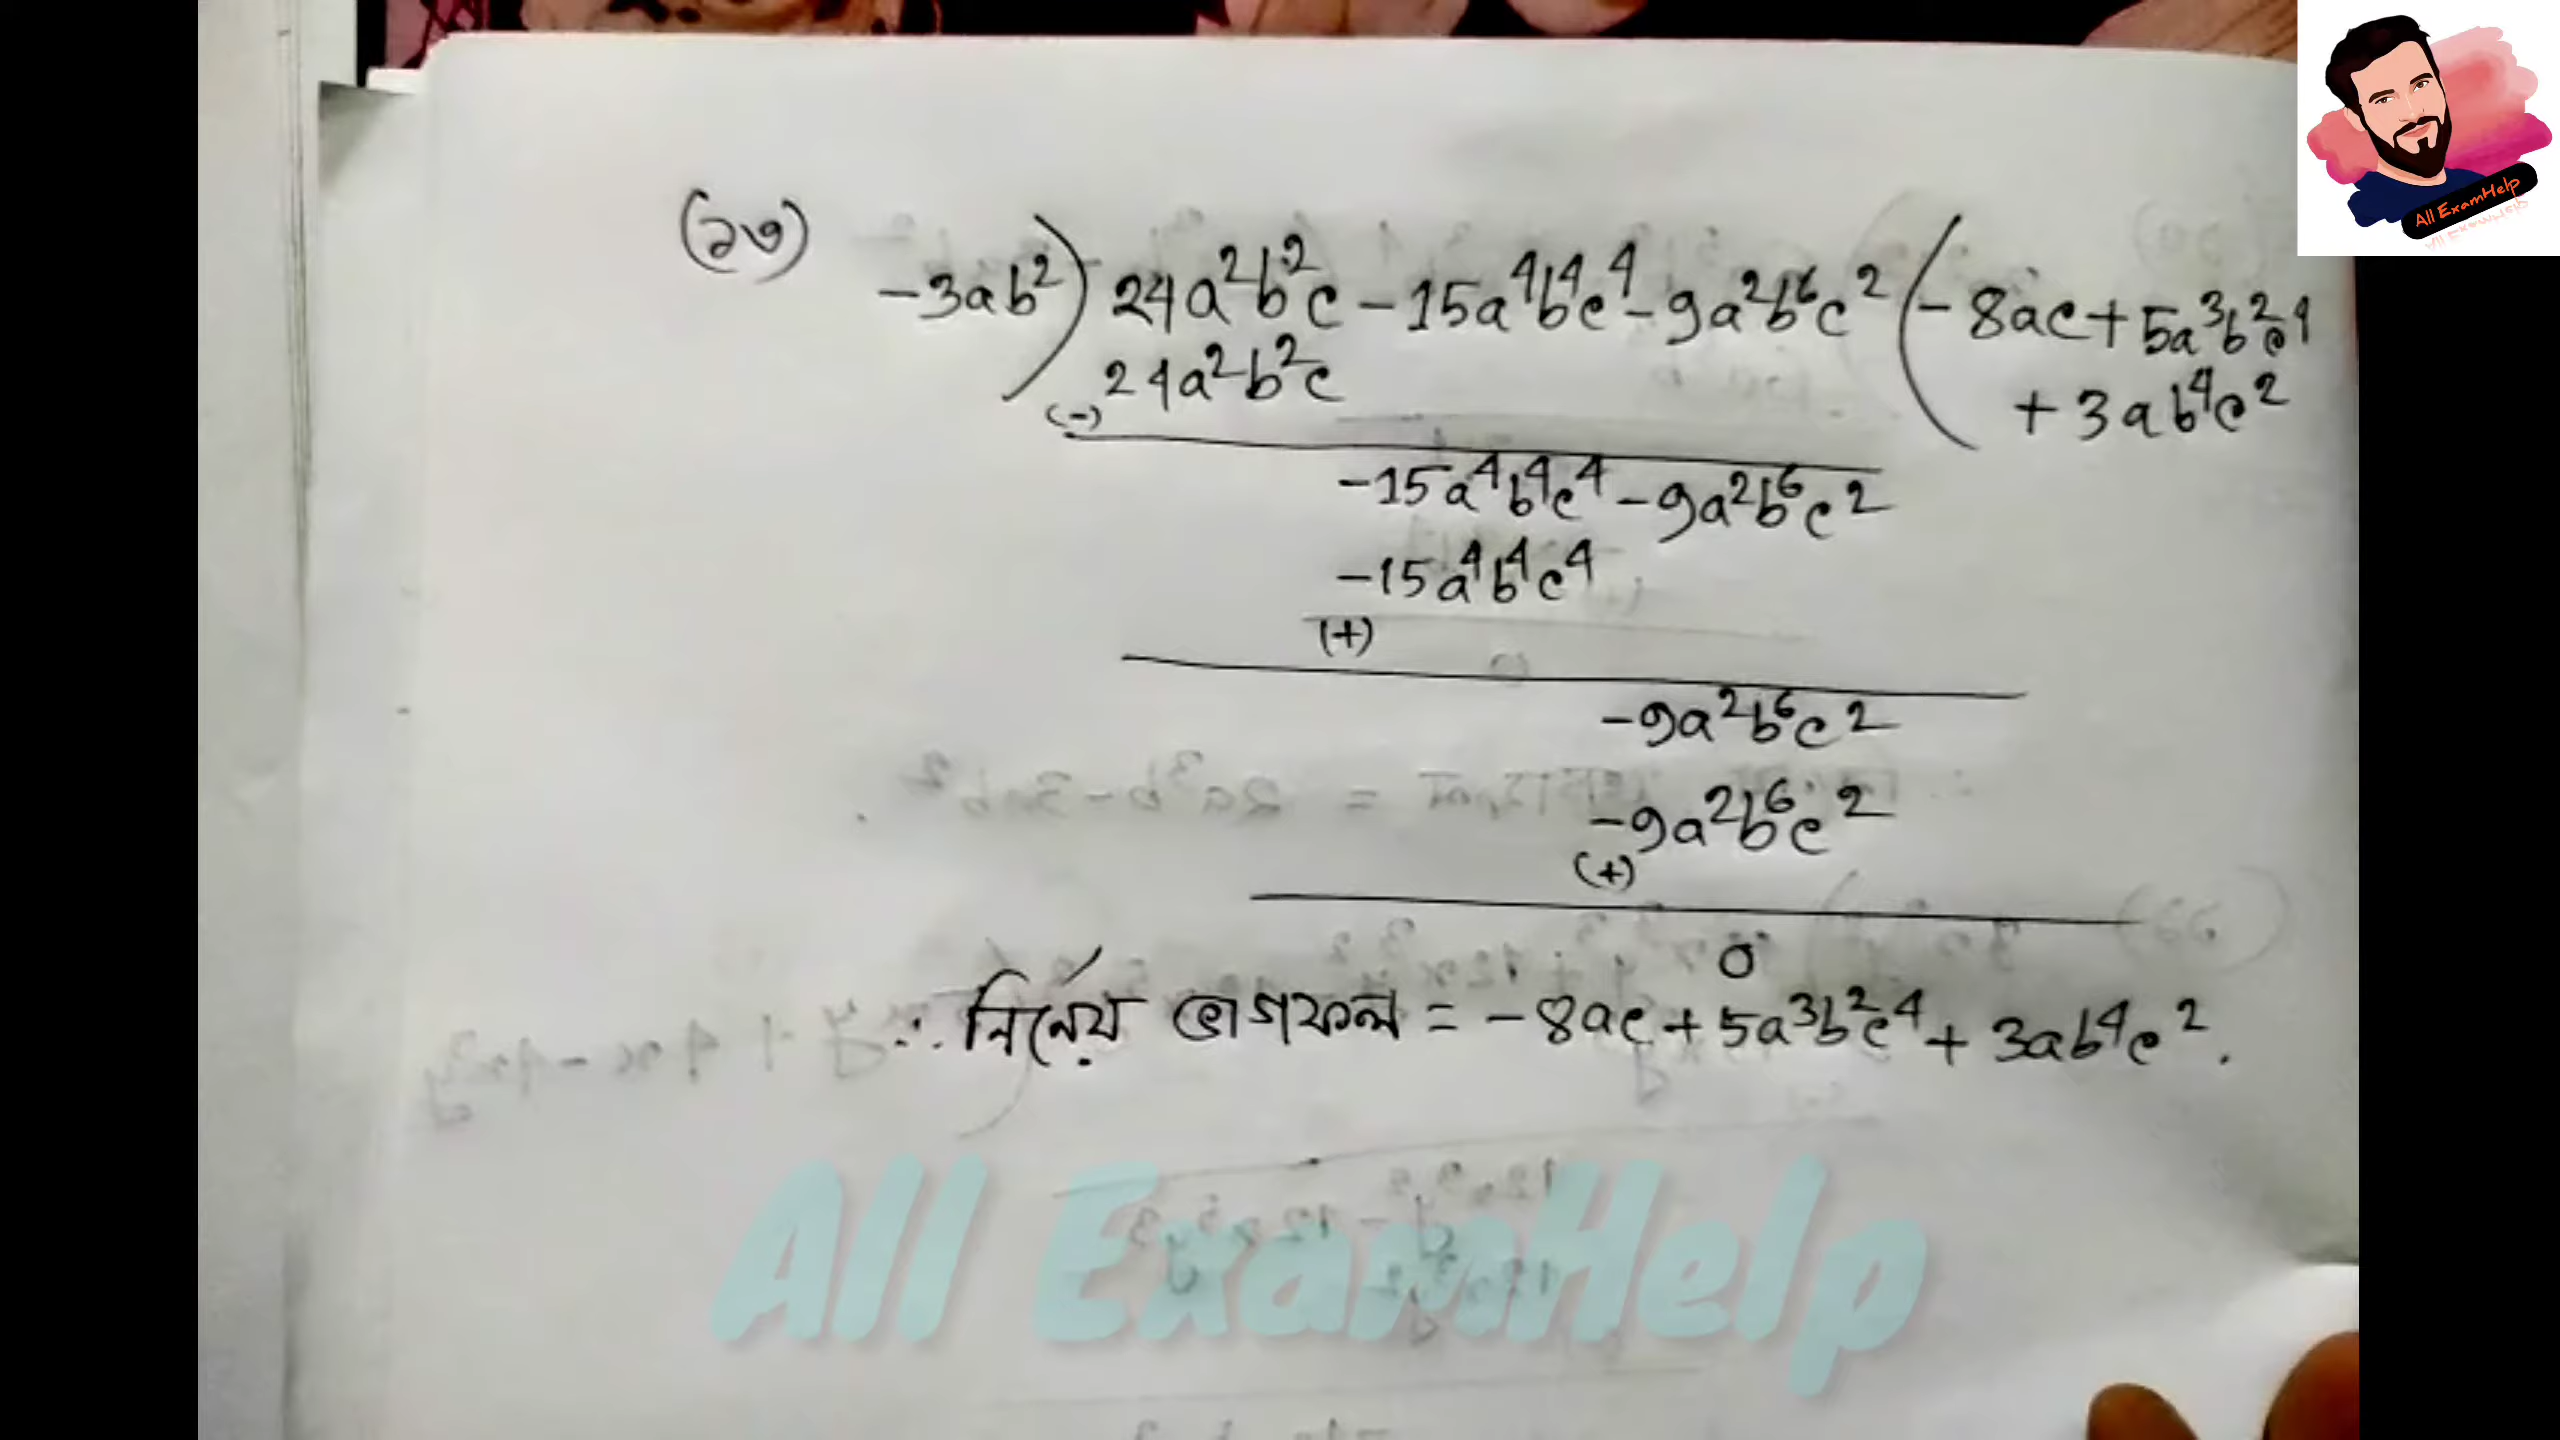 (১৩) -3ab²) 24a²b²c - 15a⁴b⁴c⁴ - 9a²b⁶c² ( -8ac + 5a³b²c⁴
+ 3ab⁴c²
24a²b²c
(-)
-15a⁴b⁴c⁴ - 9a²b⁶c²
-15a⁴b⁴c⁴
(+)
-9a²b⁶c²
-9a²b⁶c²
(+)
0
∴ নির্ণেয় ভাগফল = -8ac + 5a³b²c⁴ + 3ab⁴c².
All ExamHelp
All ExamHelp